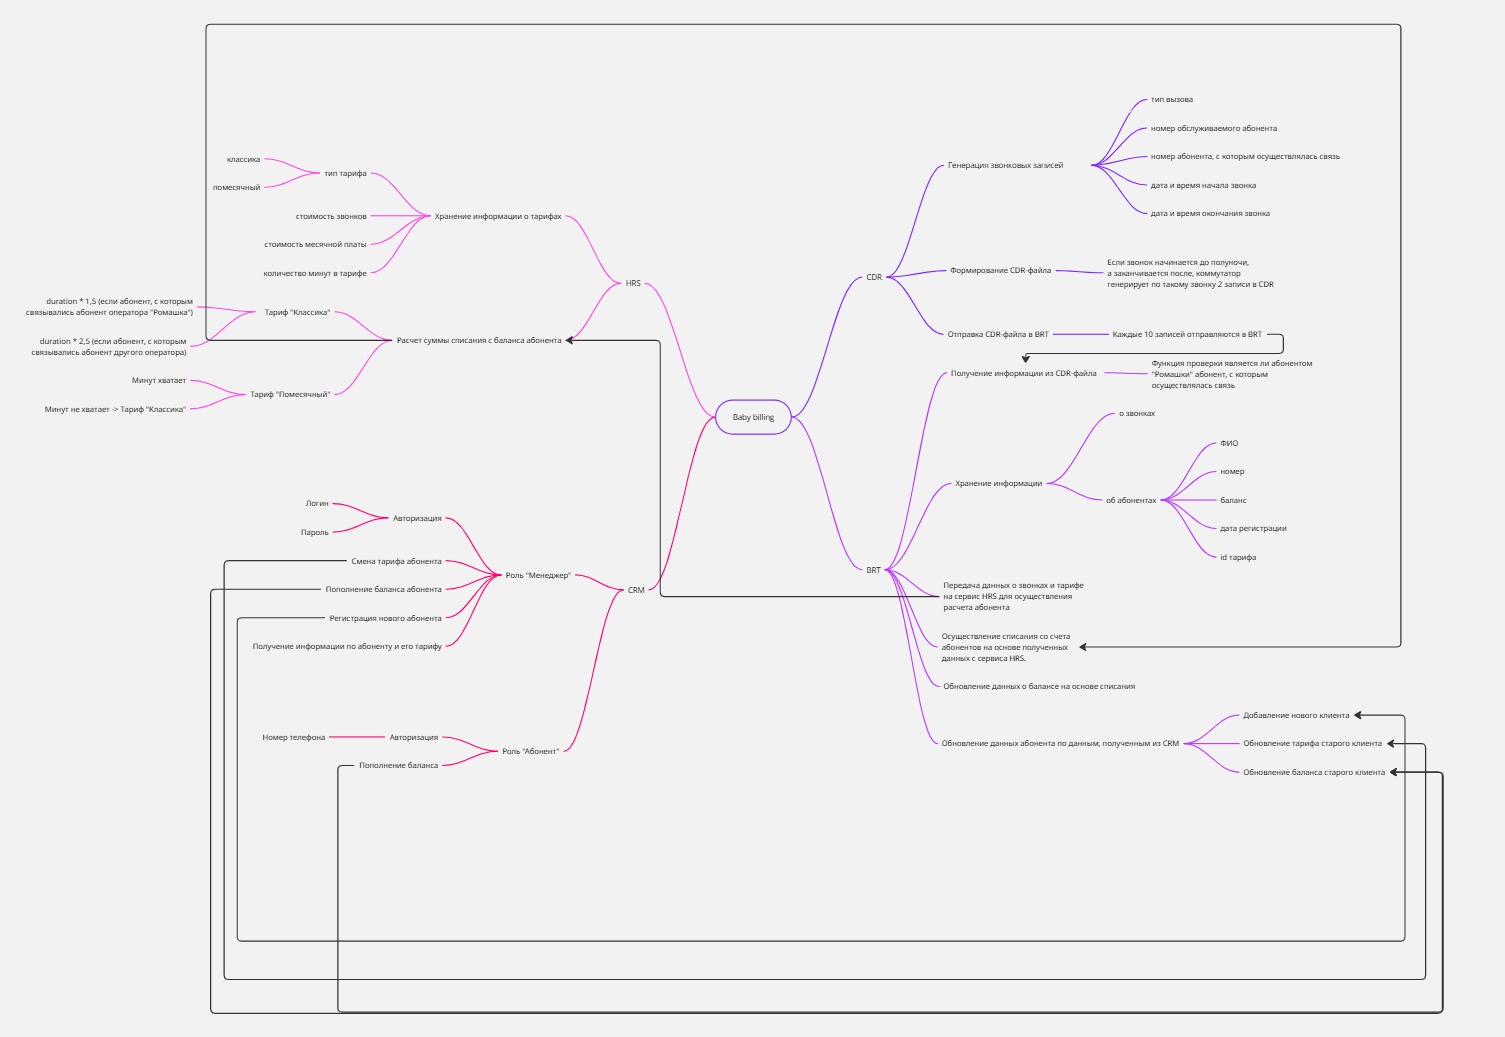 Baby billing
HRS
Хранение информации о тарифах
тип тарифа
классика
помесячный
стоимость звонков
стоимость месячной платы
количество минут в тарифе
Расчет суммы списания с баланса абонента
Тариф "Классика"
duration * 1,5 (если абонент, с которым
связывались абонент оператора "Ромашка")
duration * 2,5 (если абонент, с которым
связывались абонент другого оператора)
Тариф "Помесячный"
Минут хватает
Минут не хватает -> Тариф "Классика"
CRM
Роль "Менеджер"
Авторизация
Логин
Пароль
Смена тарифа абонента
Пополнение баланса абонента
Регистрация нового абонента
Получение информации по абоненту и его тарифу
Роль "Абонент"
Авторизация
Номер телефона
Пополнение баланса
CDR
Генерация звонковых записей
тип вызова
номер обслуживаемого абонента
номер абонента, с которым осуществлялась связь
дата и время начала звонка
дата и время окончания звонка
Формирование CDR-файла
Если звонок начинается до полуночи,
а заканчивается после, коммутатор
генерирует по такому звонку 2 записи в CDR
Отправка CDR-файла в BRT
Каждые 10 записей отправляются в BRT
BRT
Получение информации из CDR-файла
Функция проверки является ли абонентом
"Ромашки" абонент, с которым
осуществлялась связь
Хранение информации
о звонках
об абонентах
ФИО
номер
баланс
дата регистрации
id тарифа
Передача данных о звонках и тарифе
на сервис HRS для осуществления
расчета абонента
Осуществление списания со счета
абонентов на основе полученных
данных с сервиса HRS.
Обновление данных о балансе на основе списания
Обновление данных абонента по данным, полученным из CRM
Добавление нового клиента
Обновление тарифа старого клиента
Обновление баланса старого клиента